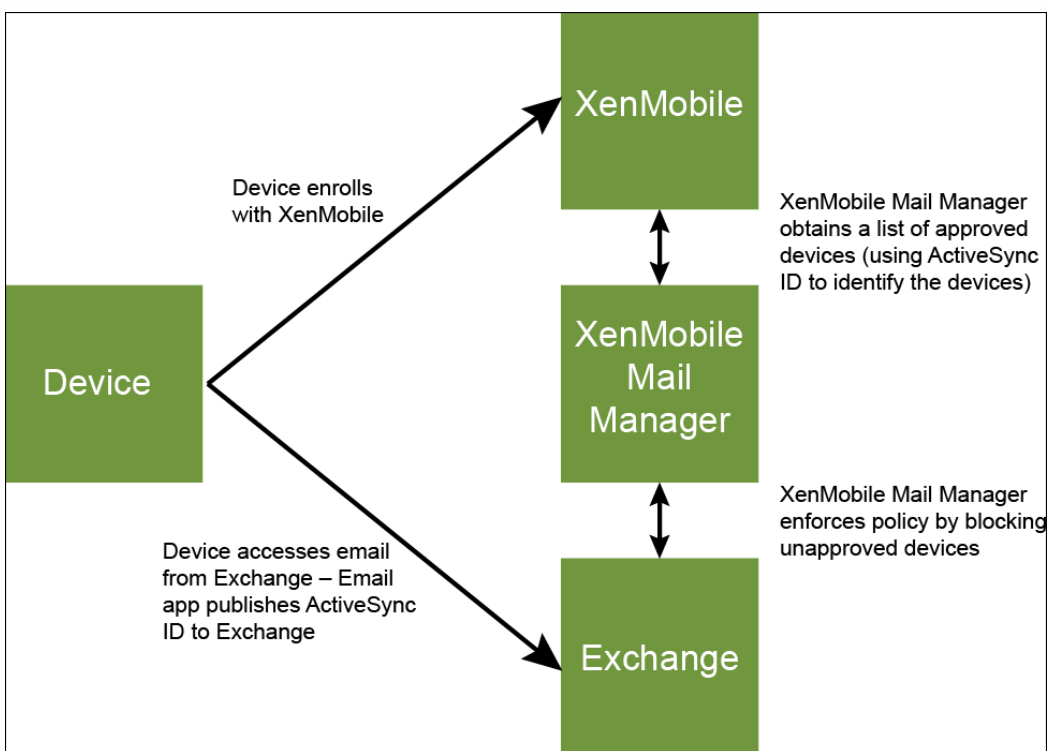 XenMobile
Device enrolls
with XenMobile
XenMobile Mail Manager
obtains a list of approved
devices (using ActiveSync
ID to identify the devices)
Device
XenMobile
Mail
Manager
XenMobile Mail Manager
enforces policy by blocking
unapproved devices
Device accesses email
from Exchange – Email
app publishes ActiveSync
ID to Exchange
Exchange